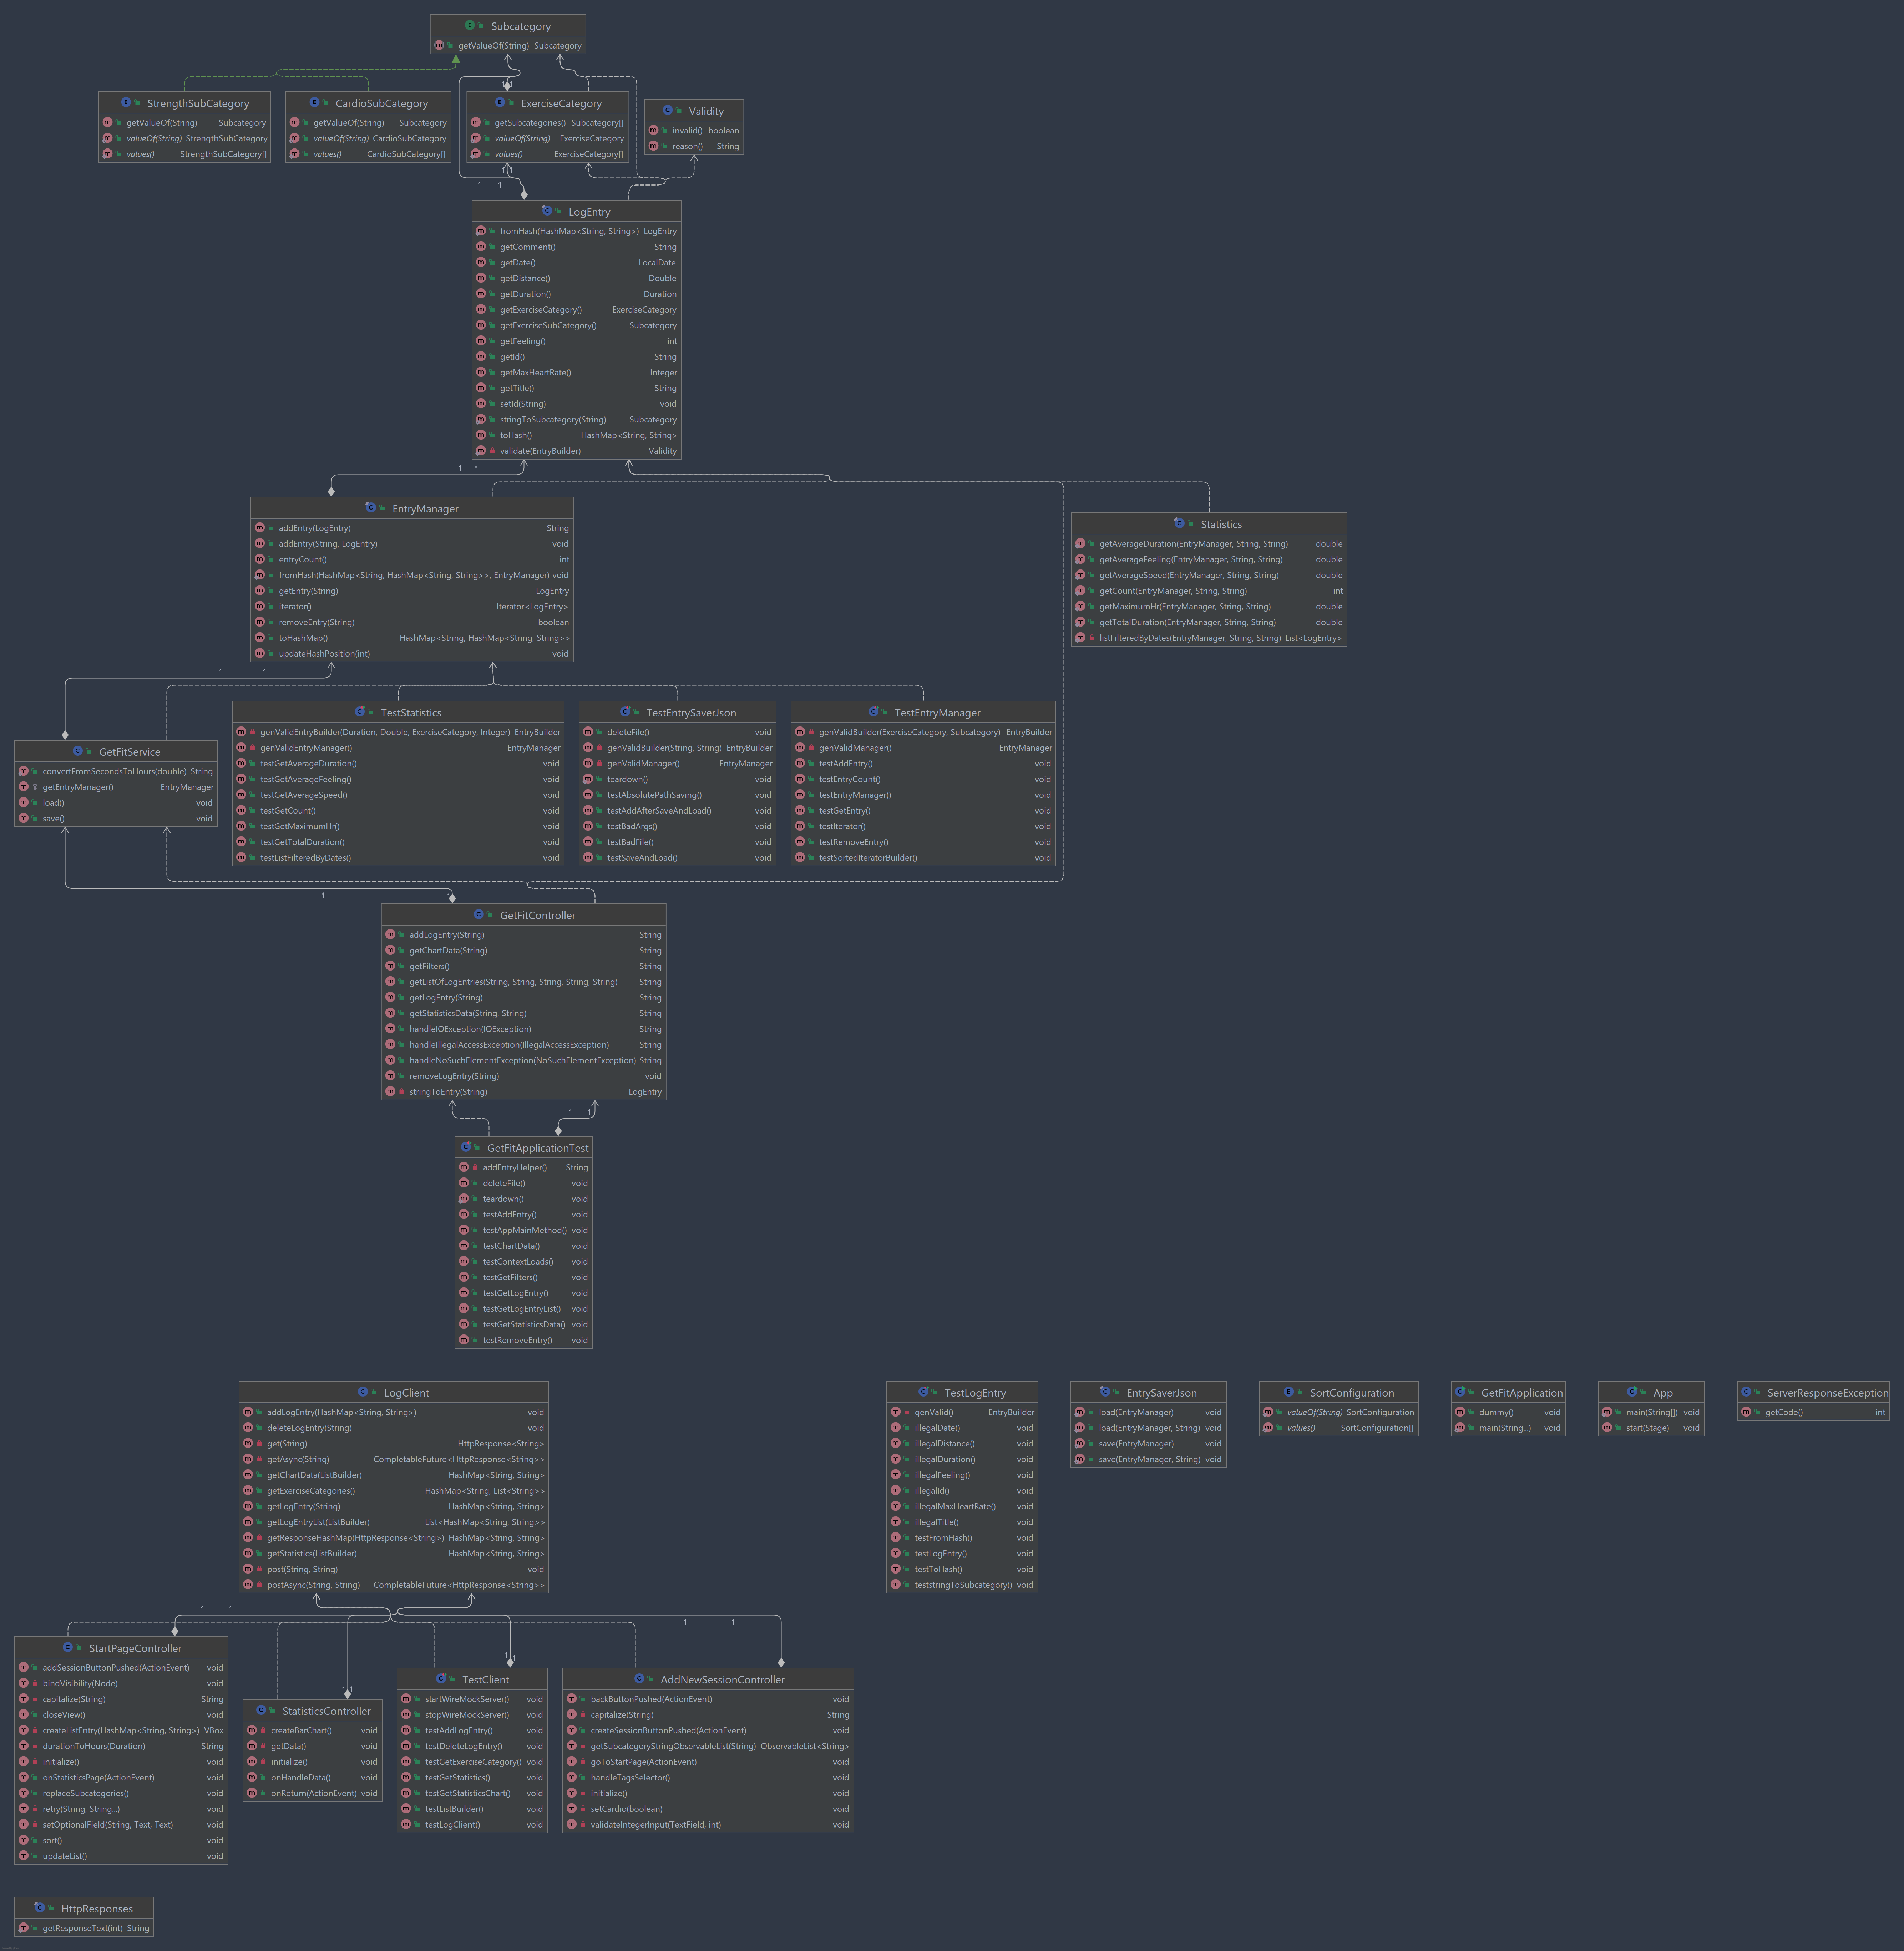 Subcategory
getValueOf(String) Subcategory
StrengthSubCategory
getValueOf(String) Subcategory
valueOf(String) StrengthSubCategory
values() StrengthSubCategory[]
CardioSubCategory
getValueOf(String) Subcategory
valueOf(String) CardioSubCategory
values() CardioSubCategory[]
ExerciseCategory
getSubcategories() Subcategory[]
valueOf(String) ExerciseCategory
values() ExerciseCategory[]
Validity
invalid() boolean
reason() String
1 1
1 1
1 1
LogEntry
fromHash(HashMap<String, String>) LogEntry
getComment() String
getDate() LocalDate
getDistance() Double
getDuration() Duration
getExerciseCategory() ExerciseCategory
getExerciseSubCategory() Subcategory
getFeeling() int
getId() String
getMaxHeartRate() Integer
getTitle() String
setId(String) void
stringToSubcategory(String) Subcategory
toHash() HashMap<String, String>
validate(EntryBuilder) Validity
1 *
EntryManager
addEntry(LogEntry) String
addEntry(String, LogEntry) void
entryCount() int
fromHash(HashMap<String, HashMap<String, String>>, EntryManager) void
getEntry(String) LogEntry
iterator() Iterator<LogEntry>
removeEntry(String) boolean
toHashMap() HashMap<String, HashMap<String, String>>
updateHashPosition(int) void
Statistics
getAverageDuration(EntryManager, String, String) double
getAverageFeeling(EntryManager, String, String) double
getAverageSpeed(EntryManager, String, String) double
getCount(EntryManager, String, String) int
getMaximumHr(EntryManager, String, String) double
getTotalDuration(EntryManager, String, String) double
listFilteredByDates(EntryManager, String, String) List<LogEntry>
1 1
GetFitService
convertFromSecondsToHours(double) String
getEntryManager() EntryManager
load() void
save() void
TestStatistics
genValidEntryBuilder(Duration, Double, ExerciseCategory, Integer) EntryBuilder
genValidEntryManager() EntryManager
testGetAverageDuration() void
testGetAverageFeeling() void
testGetAverageSpeed() void
testGetCount() void
testGetMaximumHr() void
testGetTotalDuration() void
testListFilteredByDates() void
TestEntrySaverJson
deleteFile() void
genValidBuilder(String, String) EntryBuilder
genValidManager() EntryManager
teardown() void
testAbsolutePathSaving() void
testAddAfterSaveAndLoad() void
testBadArgs() void
testBadFile() void
testSaveAndLoad() void
TestEntryManager
genValidBuilder(ExerciseCategory, Subcategory) EntryBuilder
genValidManager() EntryManager
testAddEntry() void
testEntryCount() void
testEntryManager() void
testGetEntry() void
testIterator() void
testRemoveEntry() void
testSortedIteratorBuilder() void
1 1
GetFitController
addLogEntry(String) String
getChartData(String) String
getFilters() String
getListOfLogEntries(String, String, String, String, String) String
getLogEntry(String) String
getStatisticsData(String, String) String
handleIOException(IOException) String
handleIllegalAccessException(IllegalAccessException) String
handleNoSuchElementException(NoSuchElementException) String
removeLogEntry(String) void
stringToEntry(String) LogEntry
1 1
GetFitApplicationTest
addEntryHelper() String
deleteFile() void
teardown() void
testAddEntry() void
testAppMainMethod() void
testChartData() void
testContextLoads() void
testGetFilters() void
testGetLogEntry() void
testGetLogEntryList() void
testGetStatisticsData() void
testRemoveEntry() void
LogClient
addLogEntry(HashMap<String, String>) void
deleteLogEntry(String) void
get(String) HttpResponse<String>
getAsync(String) CompletableFuture<HttpResponse<String>>
getChartData(ListBuilder) HashMap<String, String>
getExerciseCategories() HashMap<String, List<String>>
getLogEntry(String) HashMap<String, String>
getLogEntryList(ListBuilder) List<HashMap<String, String>>
getResponseHashMap(HttpResponse<String>) HashMap<String, String>
getStatistics(ListBuilder) HashMap<String, String>
post(String, String) void
postAsync(String, String) CompletableFuture<HttpResponse<String>>
TestLogEntry
genValid() EntryBuilder
illegalDate() void
illegalDistance() void
illegalDuration() void
illegalFeeling() void
illegalId() void
illegalMaxHeartRate() void
illegalTitle() void
testFromHash() void
testLogEntry() void
testToHash() void
teststringToSubcategory() void
EntrySaverJson
load(EntryManager) void
load(EntryManager, String) void
save(EntryManager) void
save(EntryManager, String) void
SortConfiguration
valueOf(String) SortConfiguration
values() SortConfiguration[]
GetFitApplication
dummy() void
main(String...) void
App
main(String[]) void
start(Stage) void
ServerResponseException
getCode() int
1 1
1 1
StartPageController
addSessionButtonPushed(ActionEvent) void
bindVisibility(Node) void
capitalize(String) String
closeView() void
createListEntry(HashMap<String, String>) VBox
durationToHours(Duration) String
initialize() void
onStatisticsPage(ActionEvent) void
replaceSubcategories() void
retry(String, String...) void
setOptionalField(String, Text, Text) void
sort() void
updateList() void
1 1
StatisticsController
createBarChart() void
getData() void
initialize() void
onHandleData() void
onReturn(ActionEvent) void
1 1
TestClient
startWireMockServer() void
stopWireMockServer() void
testAddLogEntry() void
testDeleteLogEntry() void
testGetExerciseCategory() void
testGetStatistics() void
testGetStatisticsChart() void
testListBuilder() void
testLogClient() void
AddNewSessionController
backButtonPushed(ActionEvent) void
capitalize(String) String
createSessionButtonPushed(ActionEvent) void
getSubcategoryStringObservableList(String) ObservableList<String>
goToStartPage(ActionEvent) void
handleTagsSelector() void
initialize() void
setCardio(boolean) void
validateIntegerInput(TextField, int) void
HttpResponses
getResponseText(int) String